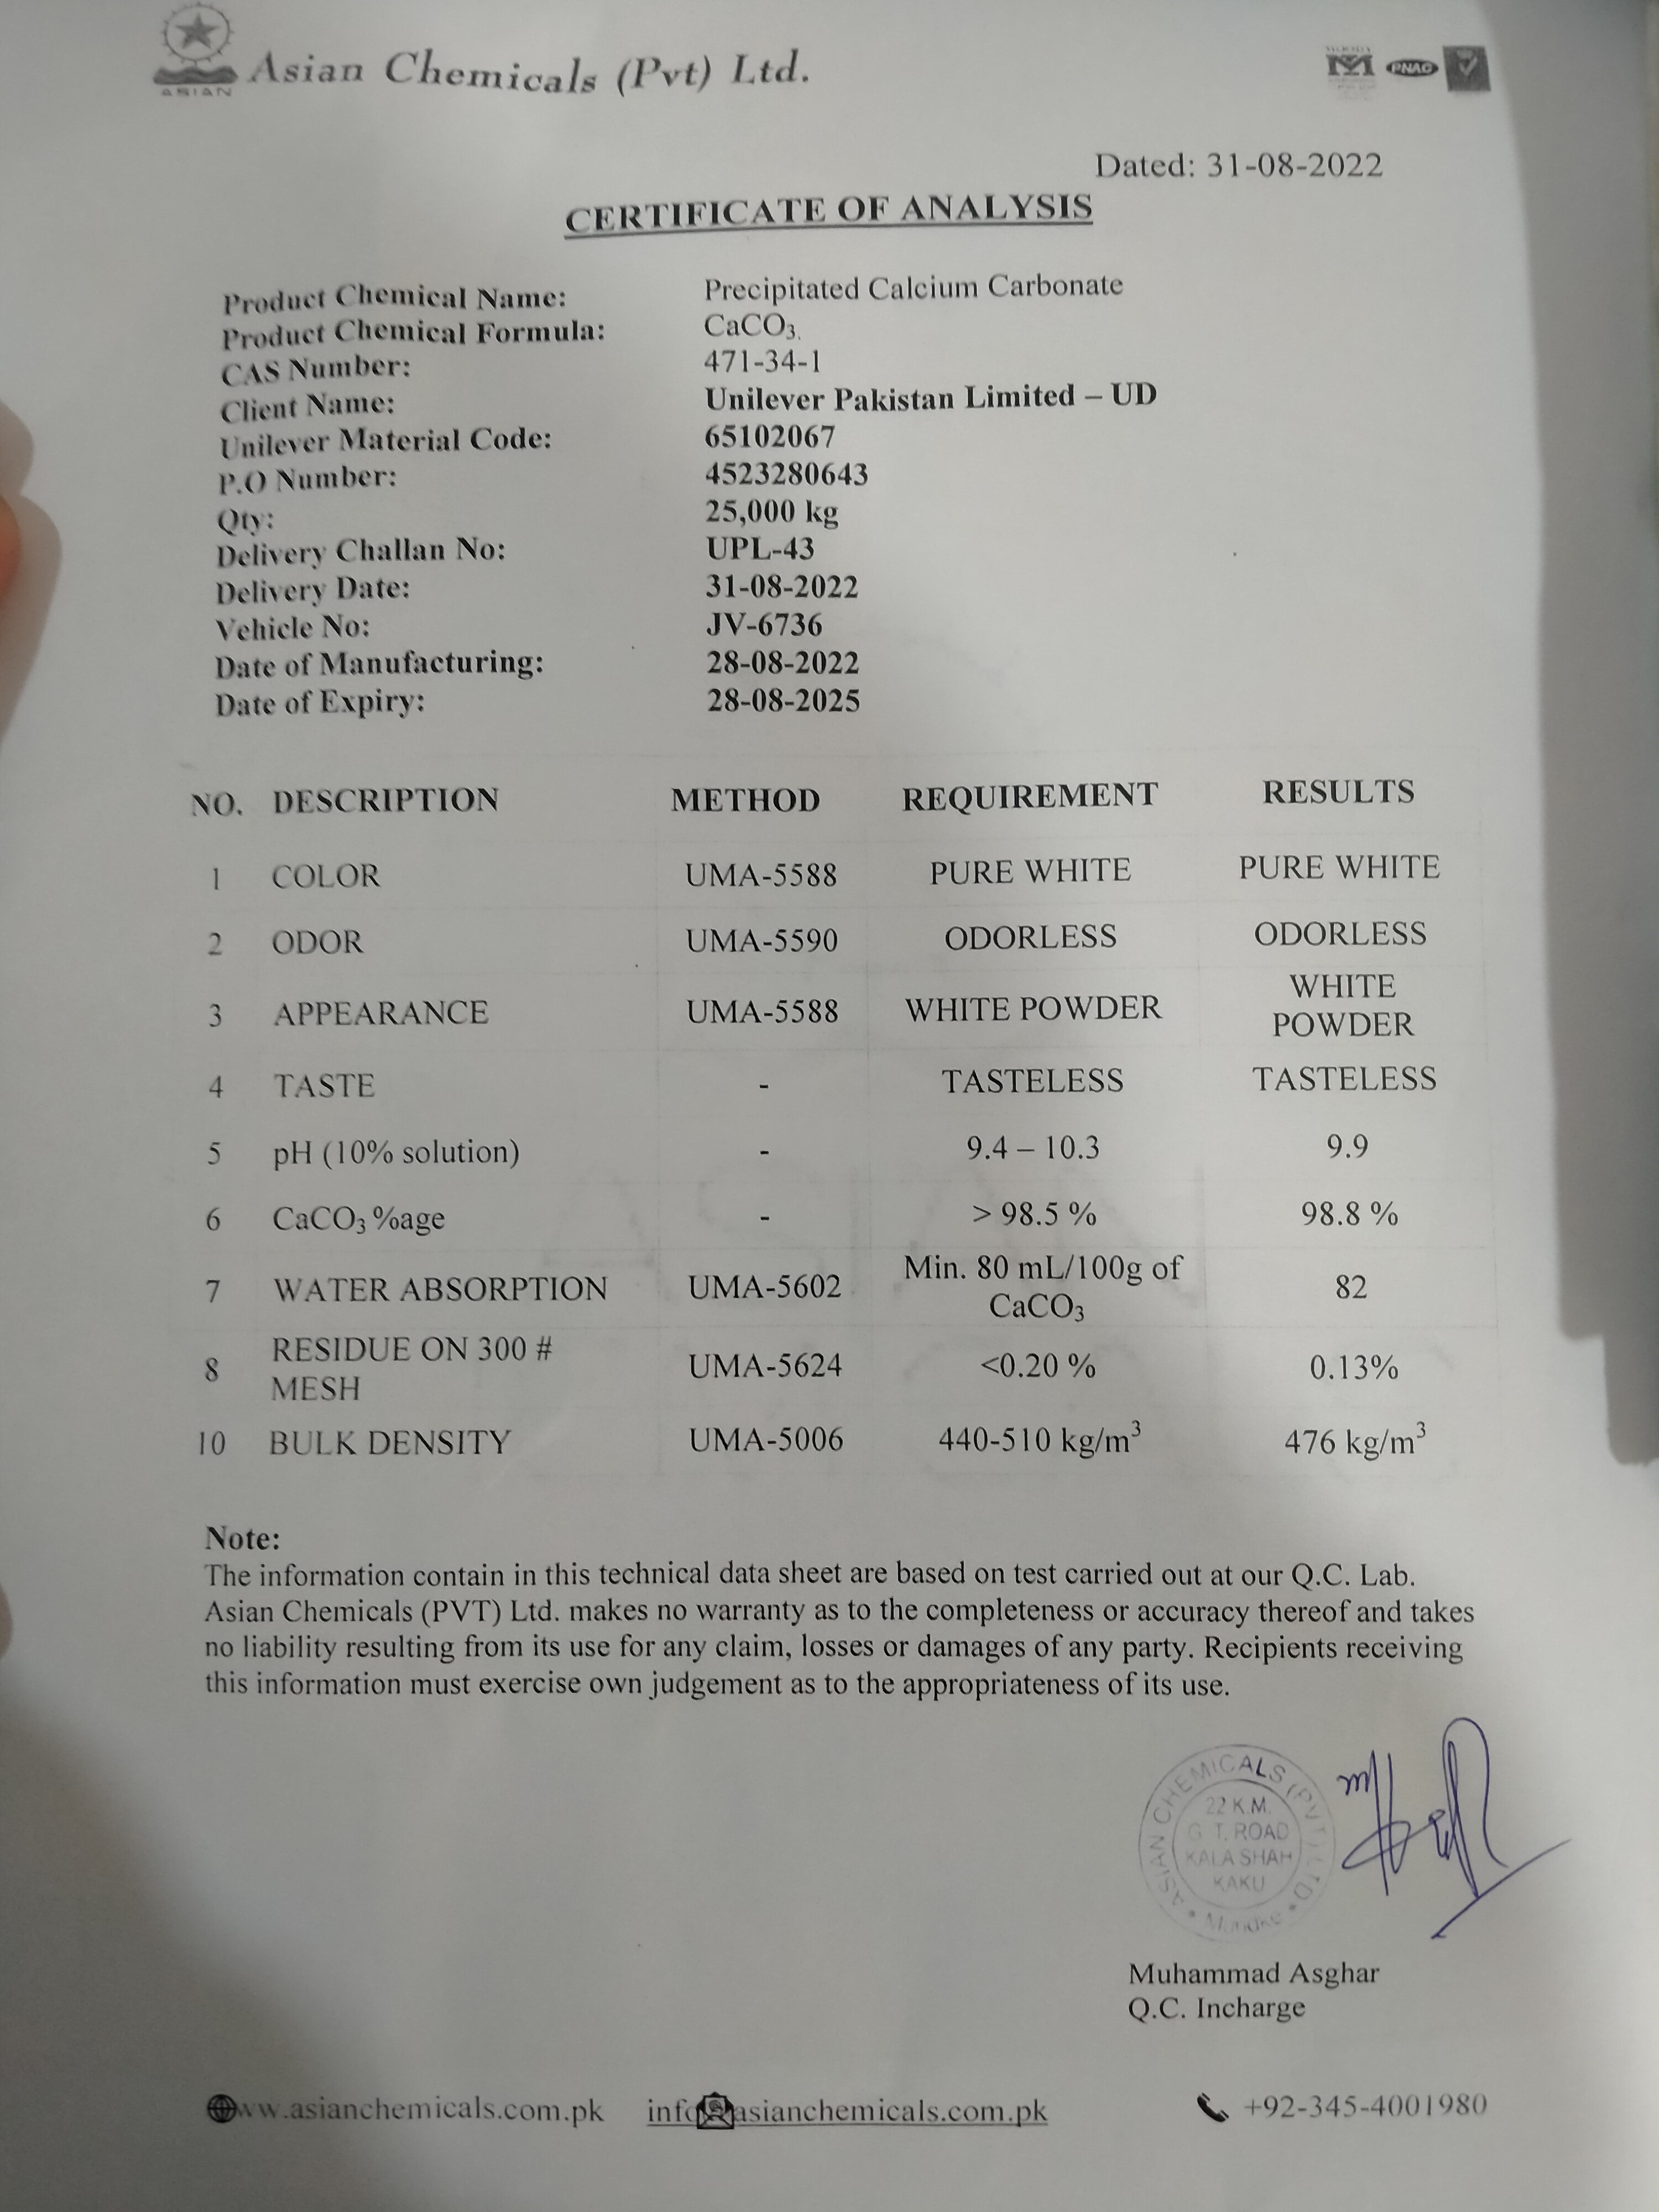 Asian Chemicals (Pvt) Ltd.
ASIAN
PNAC
Dated: 31-08-2022
CERTIFICATE OF ANALYSIS
Product Chemical Name: Precipitated Calcium Carbonate
Product Chemical Formula: CaCO₃.
CAS Number: 471-34-1
Client Name: Unilever Pakistan Limited – UD
Unilever Material Code: 65102067
P.O Number: 4523280643
Qty: 25,000 kg
Delivery Challan No: UPL-43
Delivery Date: 31-08-2022
Vehicle No: JV-6736
Date of Manufacturing: 28-08-2022
Date of Expiry: 28-08-2025
NO. DESCRIPTION METHOD REQUIREMENT RESULTS
1 COLOR UMA-5588 PURE WHITE PURE WHITE
2 ODOR UMA-5590 ODORLESS ODORLESS
3 APPEARANCE UMA-5588 WHITE POWDER WHITE POWDER
4 TASTE - TASTELESS TASTELESS
5 pH (10% solution) - 9.4 – 10.3 9.9
6 CaCO₃ %age - > 98.5 % 98.8 %
7 WATER ABSORPTION UMA-5602 Min. 80 mL/100g of CaCO₃ 82
8 RESIDUE ON 300 # MESH UMA-5624 <0.20 % 0.13%
10 BULK DENSITY UMA-5006 440-510 kg/m³ 476 kg/m³
Note:
The information contain in this technical data sheet are based on test carried out at our Q.C. Lab.
Asian Chemicals (PVT) Ltd. makes no warranty as to the completeness or accuracy thereof and takes
no liability resulting from its use for any claim, losses or damages of any party. Recipients receiving
this information must exercise own judgement as to the appropriateness of its use.
ASIAN CHEMICALS (PVT) LTD
22 K.M.
G. T. ROAD
KALA SHAH
KAKU
Muridke
Muhammad Asghar
Q.C. Incharge
www.asianchemicals.com.pk info@asianchemicals.com.pk +92-345-4001980